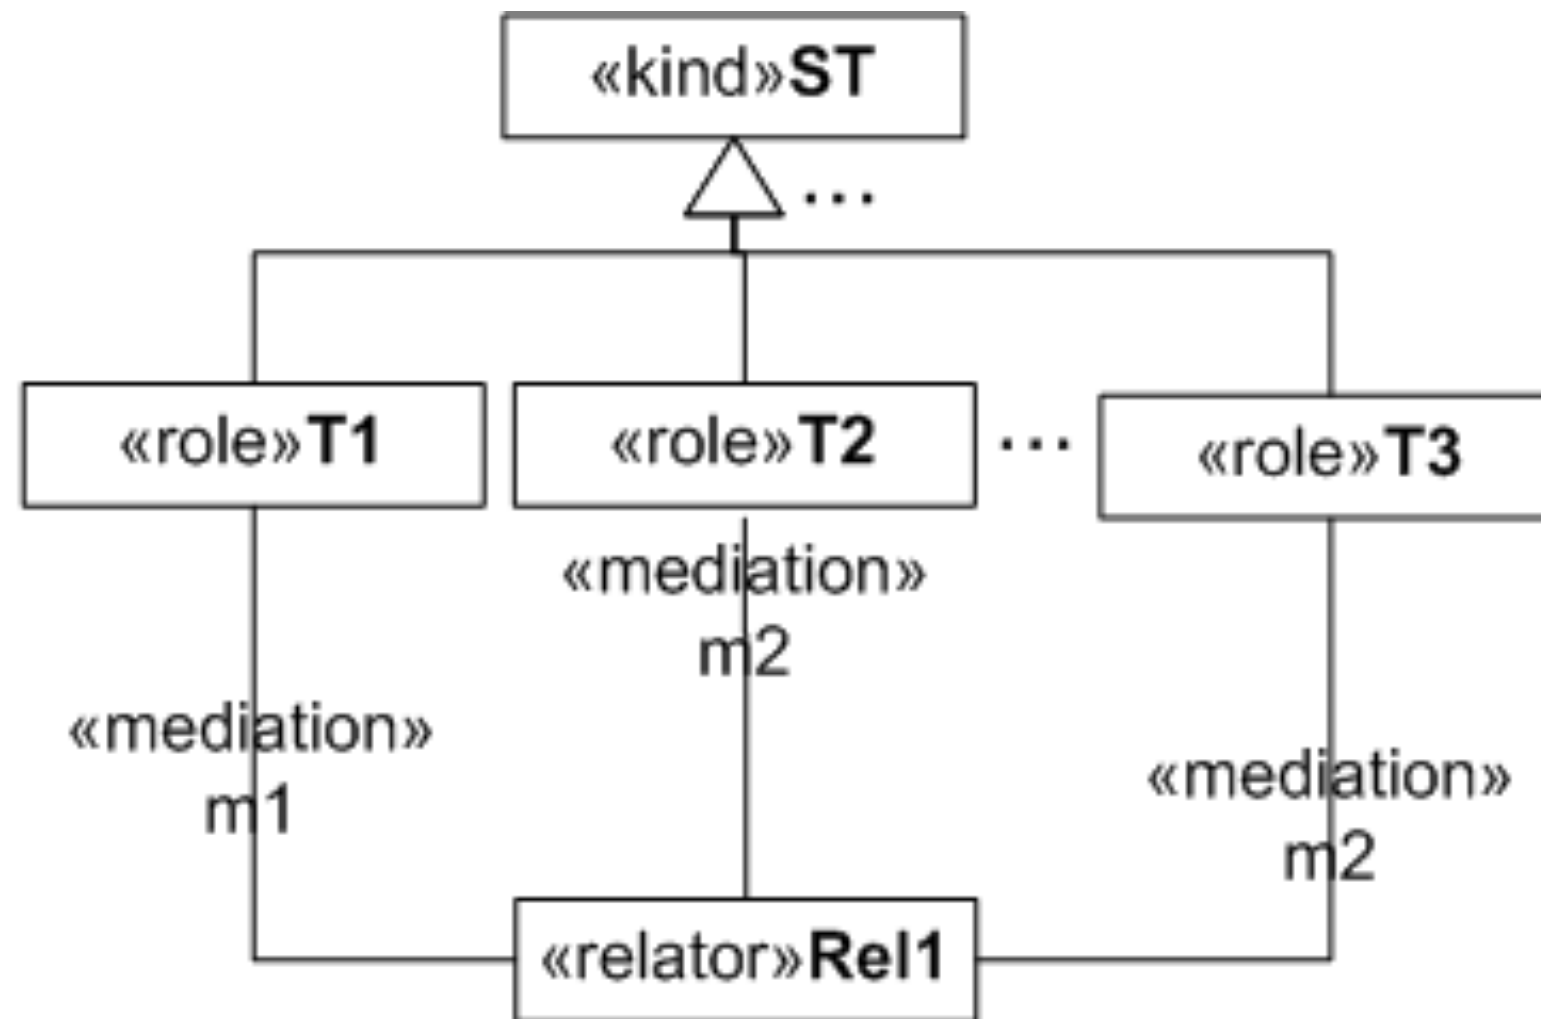 «kind»ST
...
«role»T1
«role»T2
...
«role»T3
«mediation»
m2
«mediation»
m1
«mediation»
m2
«relator»Rel1